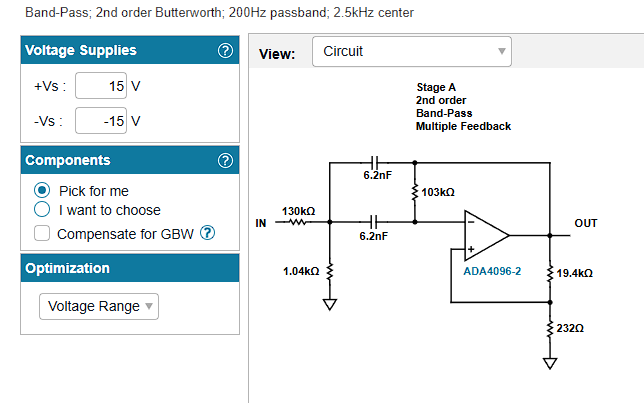 Band-Pass; 2nd order Butterworth; 200Hz passband; 2.5kHz center
Voltage Supplies ?
+Vs : 15 V
-Vs : -15 V
Components ?
Pick for me
I want to choose
Compensate for GBW ?
Optimization
Voltage Range
View: Circuit
Stage A
2nd order
Band-Pass
Multiple Feedback
6.2nF
103kΩ
130kΩ
IN
6.2nF
OUT
1.04kΩ
ADA4096-2
19.4kΩ
232Ω